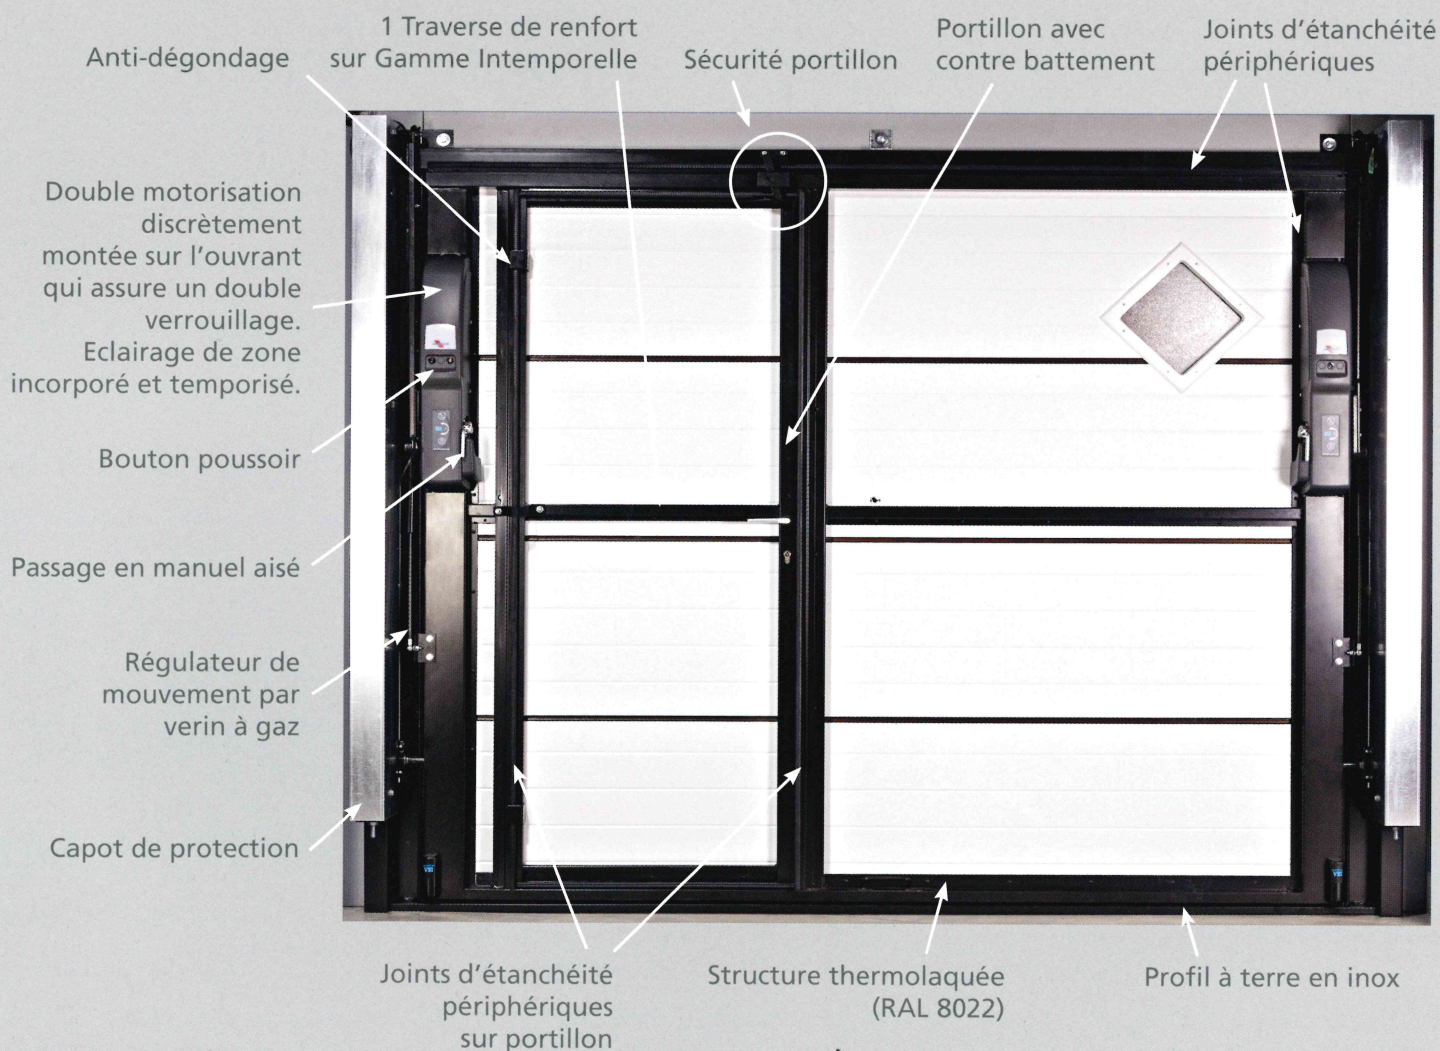 Anti-dégondage
1 Traverse de renfort
sur Gamme Intemporelle
Sécurité portillon
Portillon avec
contre battement
Joints d'étanchéité
périphériques
Double motorisation
discrètement
montée sur l'ouvrant
qui assure un double
verrouillage.
Eclairage de zone
incorporé et temporisé.
Bouton poussoir
Passage en manuel aisé
Régulateur de
mouvement par
verin à gaz
Capot de protection
Joints d'étanchéité
périphériques
sur portillon
Structure thermolaquée
(RAL 8022)
Profil à terre en inox